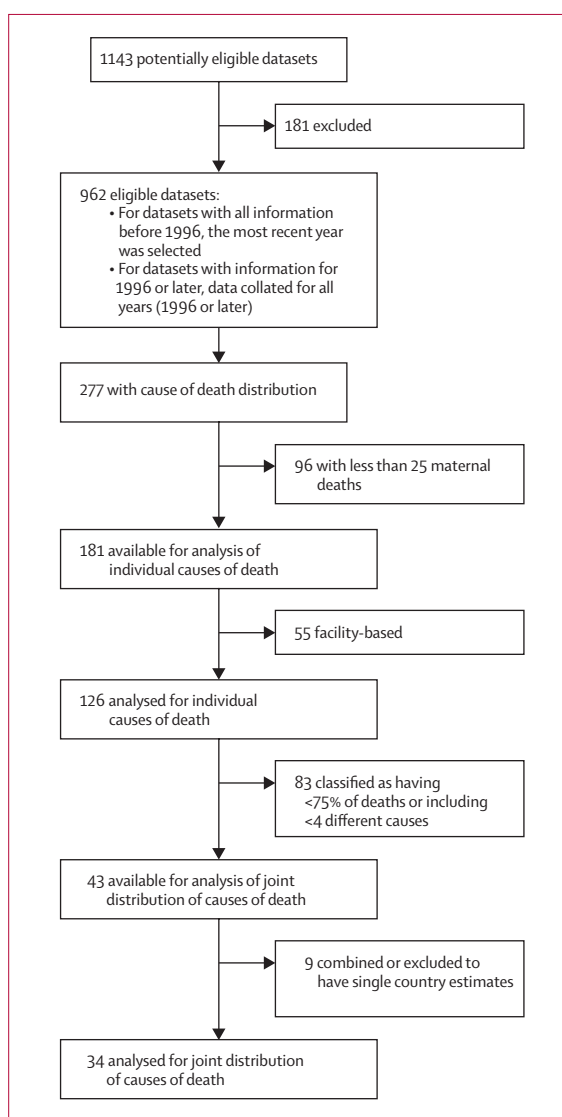 1143 potentially eligible datasets
181 excluded
962 eligible datasets:
• For datasets with all information
before 1996, the most recent year
was selected
• For datasets with information for
1996 or later, data collated for all
years (1996 or later)
277 with cause of death distribution
96 with less than 25 maternal
deaths
181 available for analysis of
individual causes of death
55 facility-based
126 analysed for individual
causes of death
83 classified as having
<75% of deaths or including
<4 different causes
43 available for analysis of joint
distribution of causes of death
9 combined or excluded to
have single country estimates
34 analysed for joint distribution
of causes of death